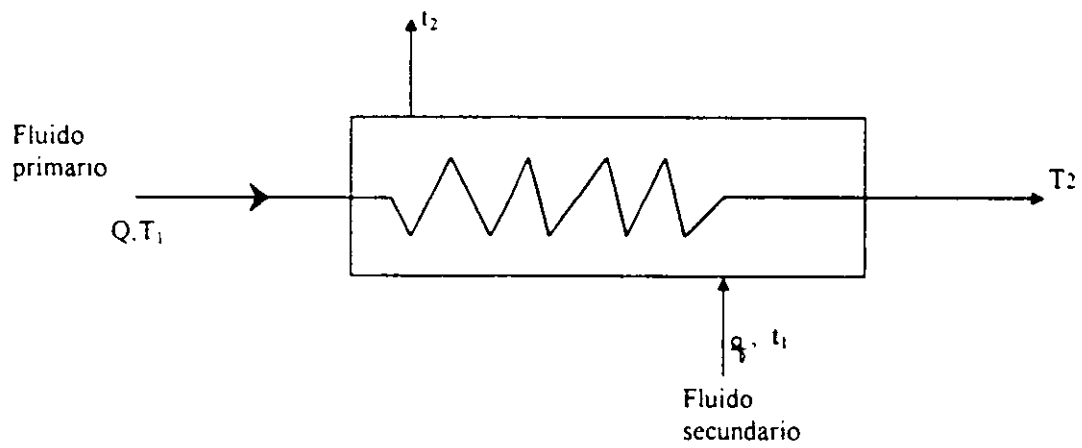 t₂
Fluido
primario
Q.T₁
T2
q, t₁
Fluido
secundario